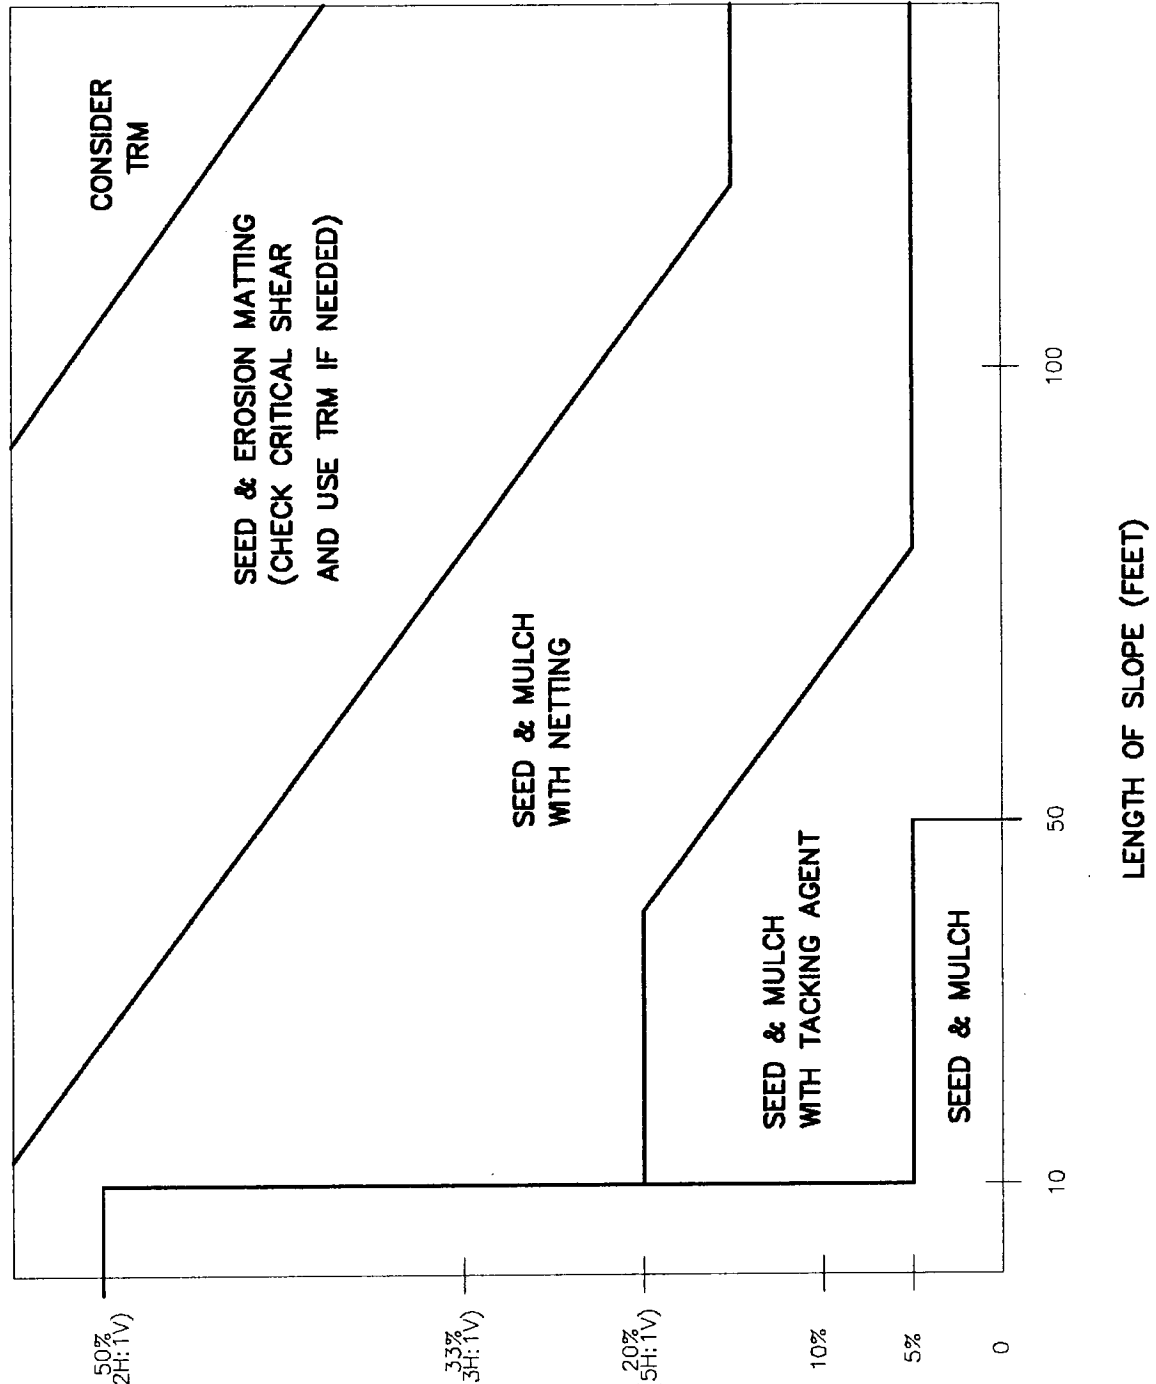 CONSIDER
TRM
SEED & EROSION MATTING
(CHECK CRITICAL SHEAR
AND USE TRM IF NEEDED)
SEED & MULCH
WITH NETTING
SEED & MULCH
WITH TACKING AGENT
SEED & MULCH
50%
2H:1V)
33%
3H:1V)
20%
5H:1V)
10%
5%
0
10
50
100
LENGTH OF SLOPE (FEET)